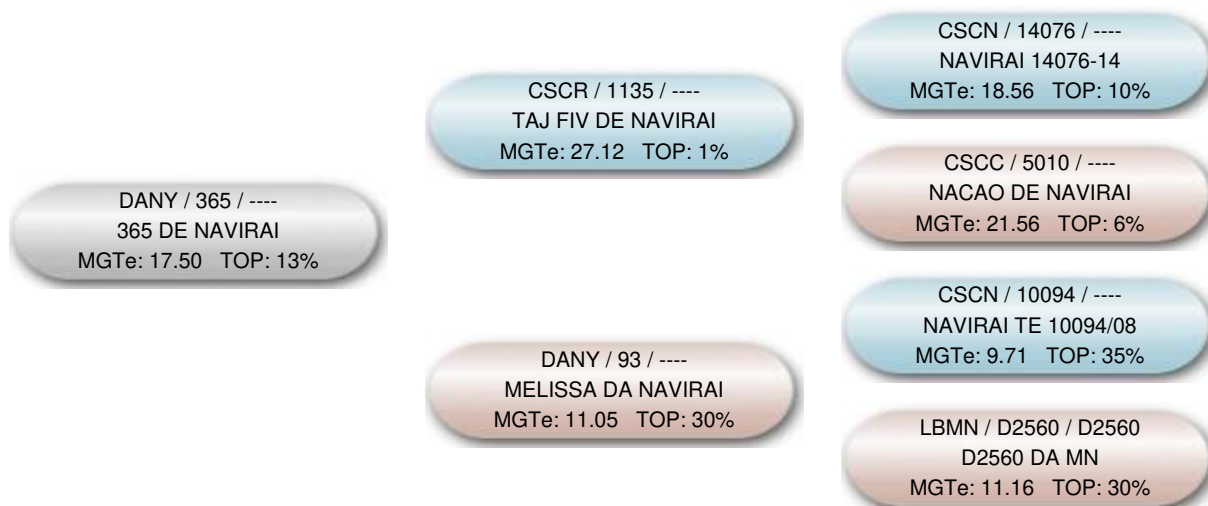 DANY / 365 / ----
365 DE NAVIRAI
MGTe: 17.50 TOP: 13%
CSCR / 1135 / ----
TAJ FIV DE NAVIRAI
MGTe: 27.12 TOP: 1%
DANY / 93 / ----
MELISSA DA NAVIRAI
MGTe: 11.05 TOP: 30%
CSCN / 14076 / ----
NAVIRAI 14076-14
MGTe: 18.56 TOP: 10%
CSCC / 5010 / ----
NACAO DE NAVIRAI
MGTe: 21.56 TOP: 6%
CSCN / 10094 / ----
NAVIRAI TE 10094/08
MGTe: 9.71 TOP: 35%
LBMN / D2560 / D2560
D2560 DA MN
MGTe: 11.16 TOP: 30%